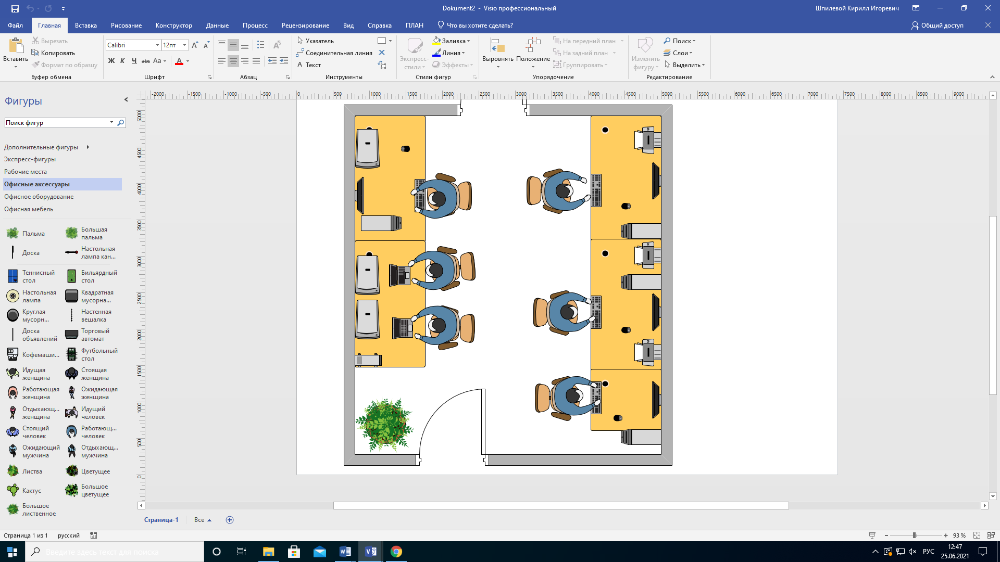 Dokument2 - Visio профессиональный
Шпилевой Кирилл Игоревич
Файл Главная Вставка Рисование Конструктор Данные Процесс Рецензирование Вид Справка ПЛАН Что вы хотите сделать? Общий доступ
Вставить
Вырезать
Копировать
Формат по образцу
Буфер обмена
Calibri 12пт
Ж К Ч abc Aa A
Шрифт
Абзац
Указатель
Соединительная линия
A Текст
Инструменты
Экспресс-
стили
Заливка
Линия
Эффекты
Стили фигур
Выровнять
Положение
На передний план
На задний план
Группировать
Упорядочение
Изменить
фигуру
Поиск
Слои
Выделить
Редактирование
Фигуры
Поиск фигур
Дополнительные фигуры
Экспресс-фигуры
Рабочие места
Офисные аксессуары
Офисное оборудование
Офисная мебель
Пальма
Большая
пальма
Доска
Настольная
лампа кан...
Теннисный
стол
Бильярдный
стол
Настольная
лампа
Квадратная
мусорна...
Круглая
мусорн...
Настенная
вешалка
Доска
объявлений
Торговый
автомат
Кофемаши...
Футбольный
стол
Идущая
женщина
Стоящая
женщина
Работающая
женщина
Ожидающая
женщина
Отдыхающ...
женщина
Идущий
человек
Стоящий
человек
Работающ...
человек
Ожидающий
мужчина
Отдыхающ...
мужчина
Листва
Цветущее
Кактус
Большое
цветущее
Большое
лиственное
-2000 -1500 -1000 -500 0 500 1000 1500 2000 2500 3000 3500 4000 4500 5000 5500 6000 6500 7000 7500 8000 8500 9000
5000
4500
4000
3500
3000
2500
2000
1500
1000
500
0
Страница-1 Все
Страница 1 из 1 русский
93 %
Введите здесь текст для поиска
РУС
12:47
25.06.2021